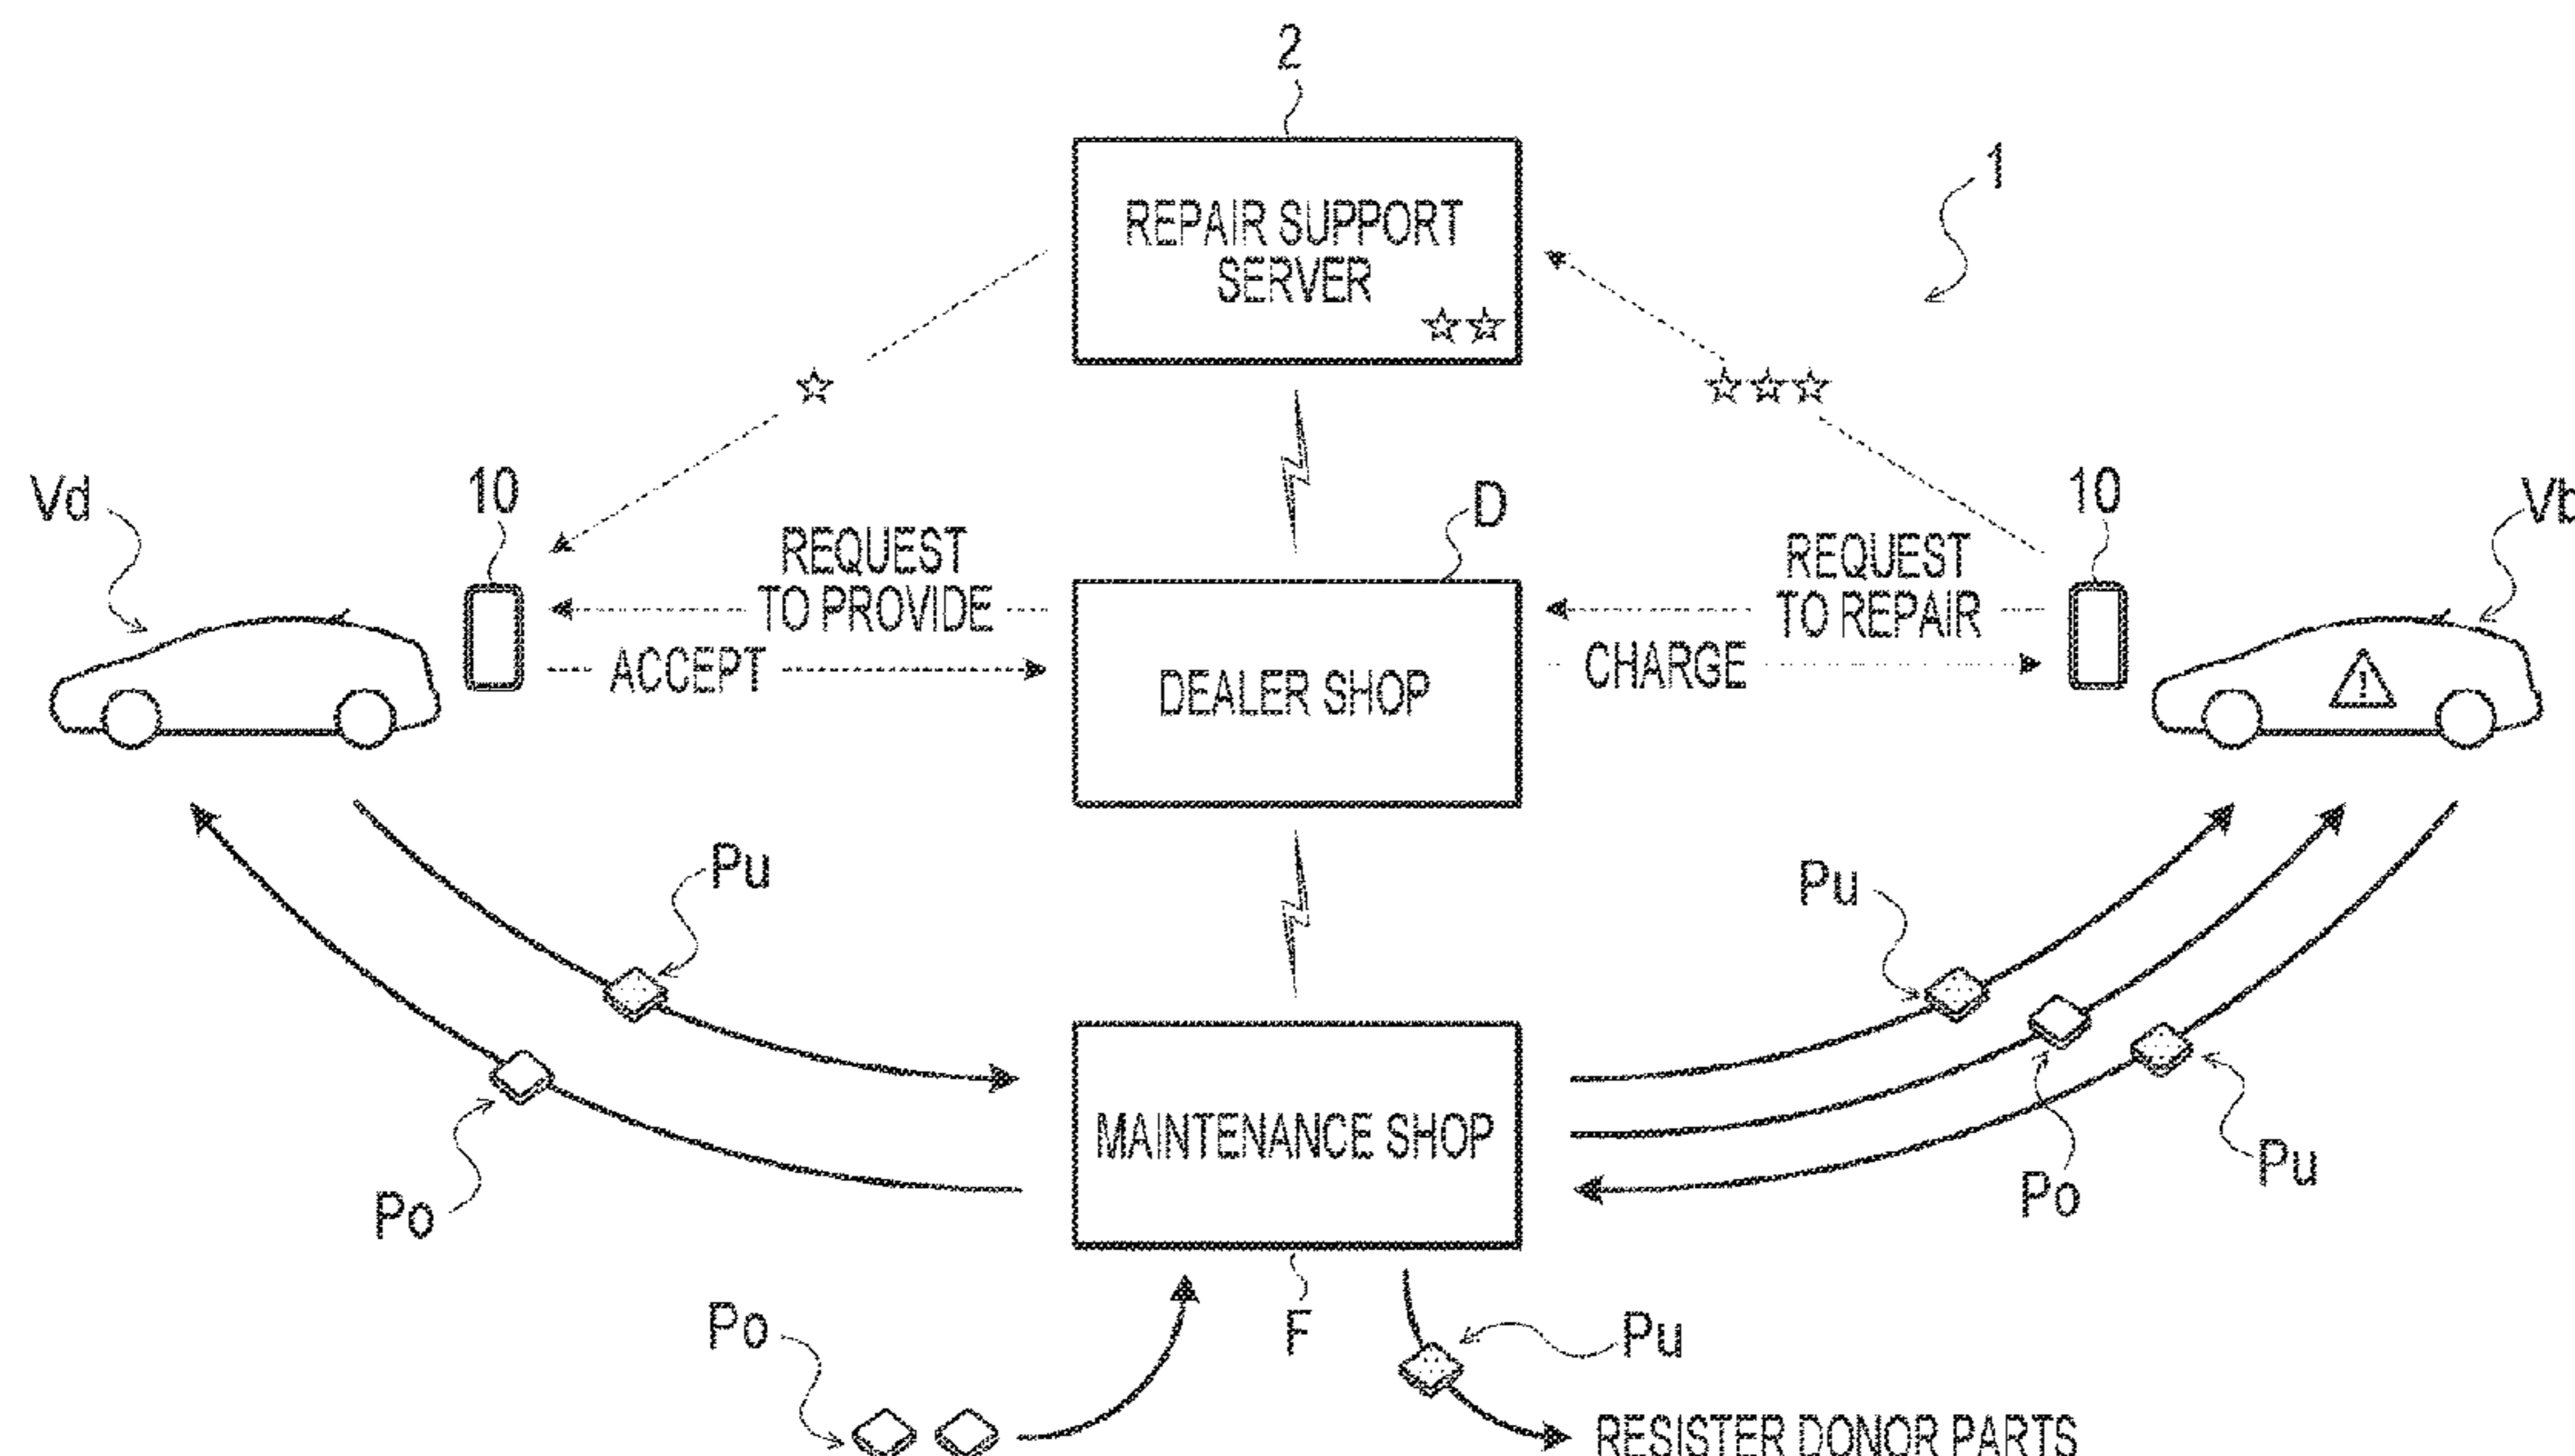 2
1
REPAIR SUPPORT
SERVER
☆☆
☆
☆☆☆
Vd
10
REQUEST
TO PROVIDE
ACCEPT
D
DEALER SHOP
REQUEST
TO REPAIR
CHARGE
10
Vb
!
Pu
Pu
Po
MAINTENANCE SHOP
Po
Pu
Po
F
Pu
RESISTER DONOR PARTS